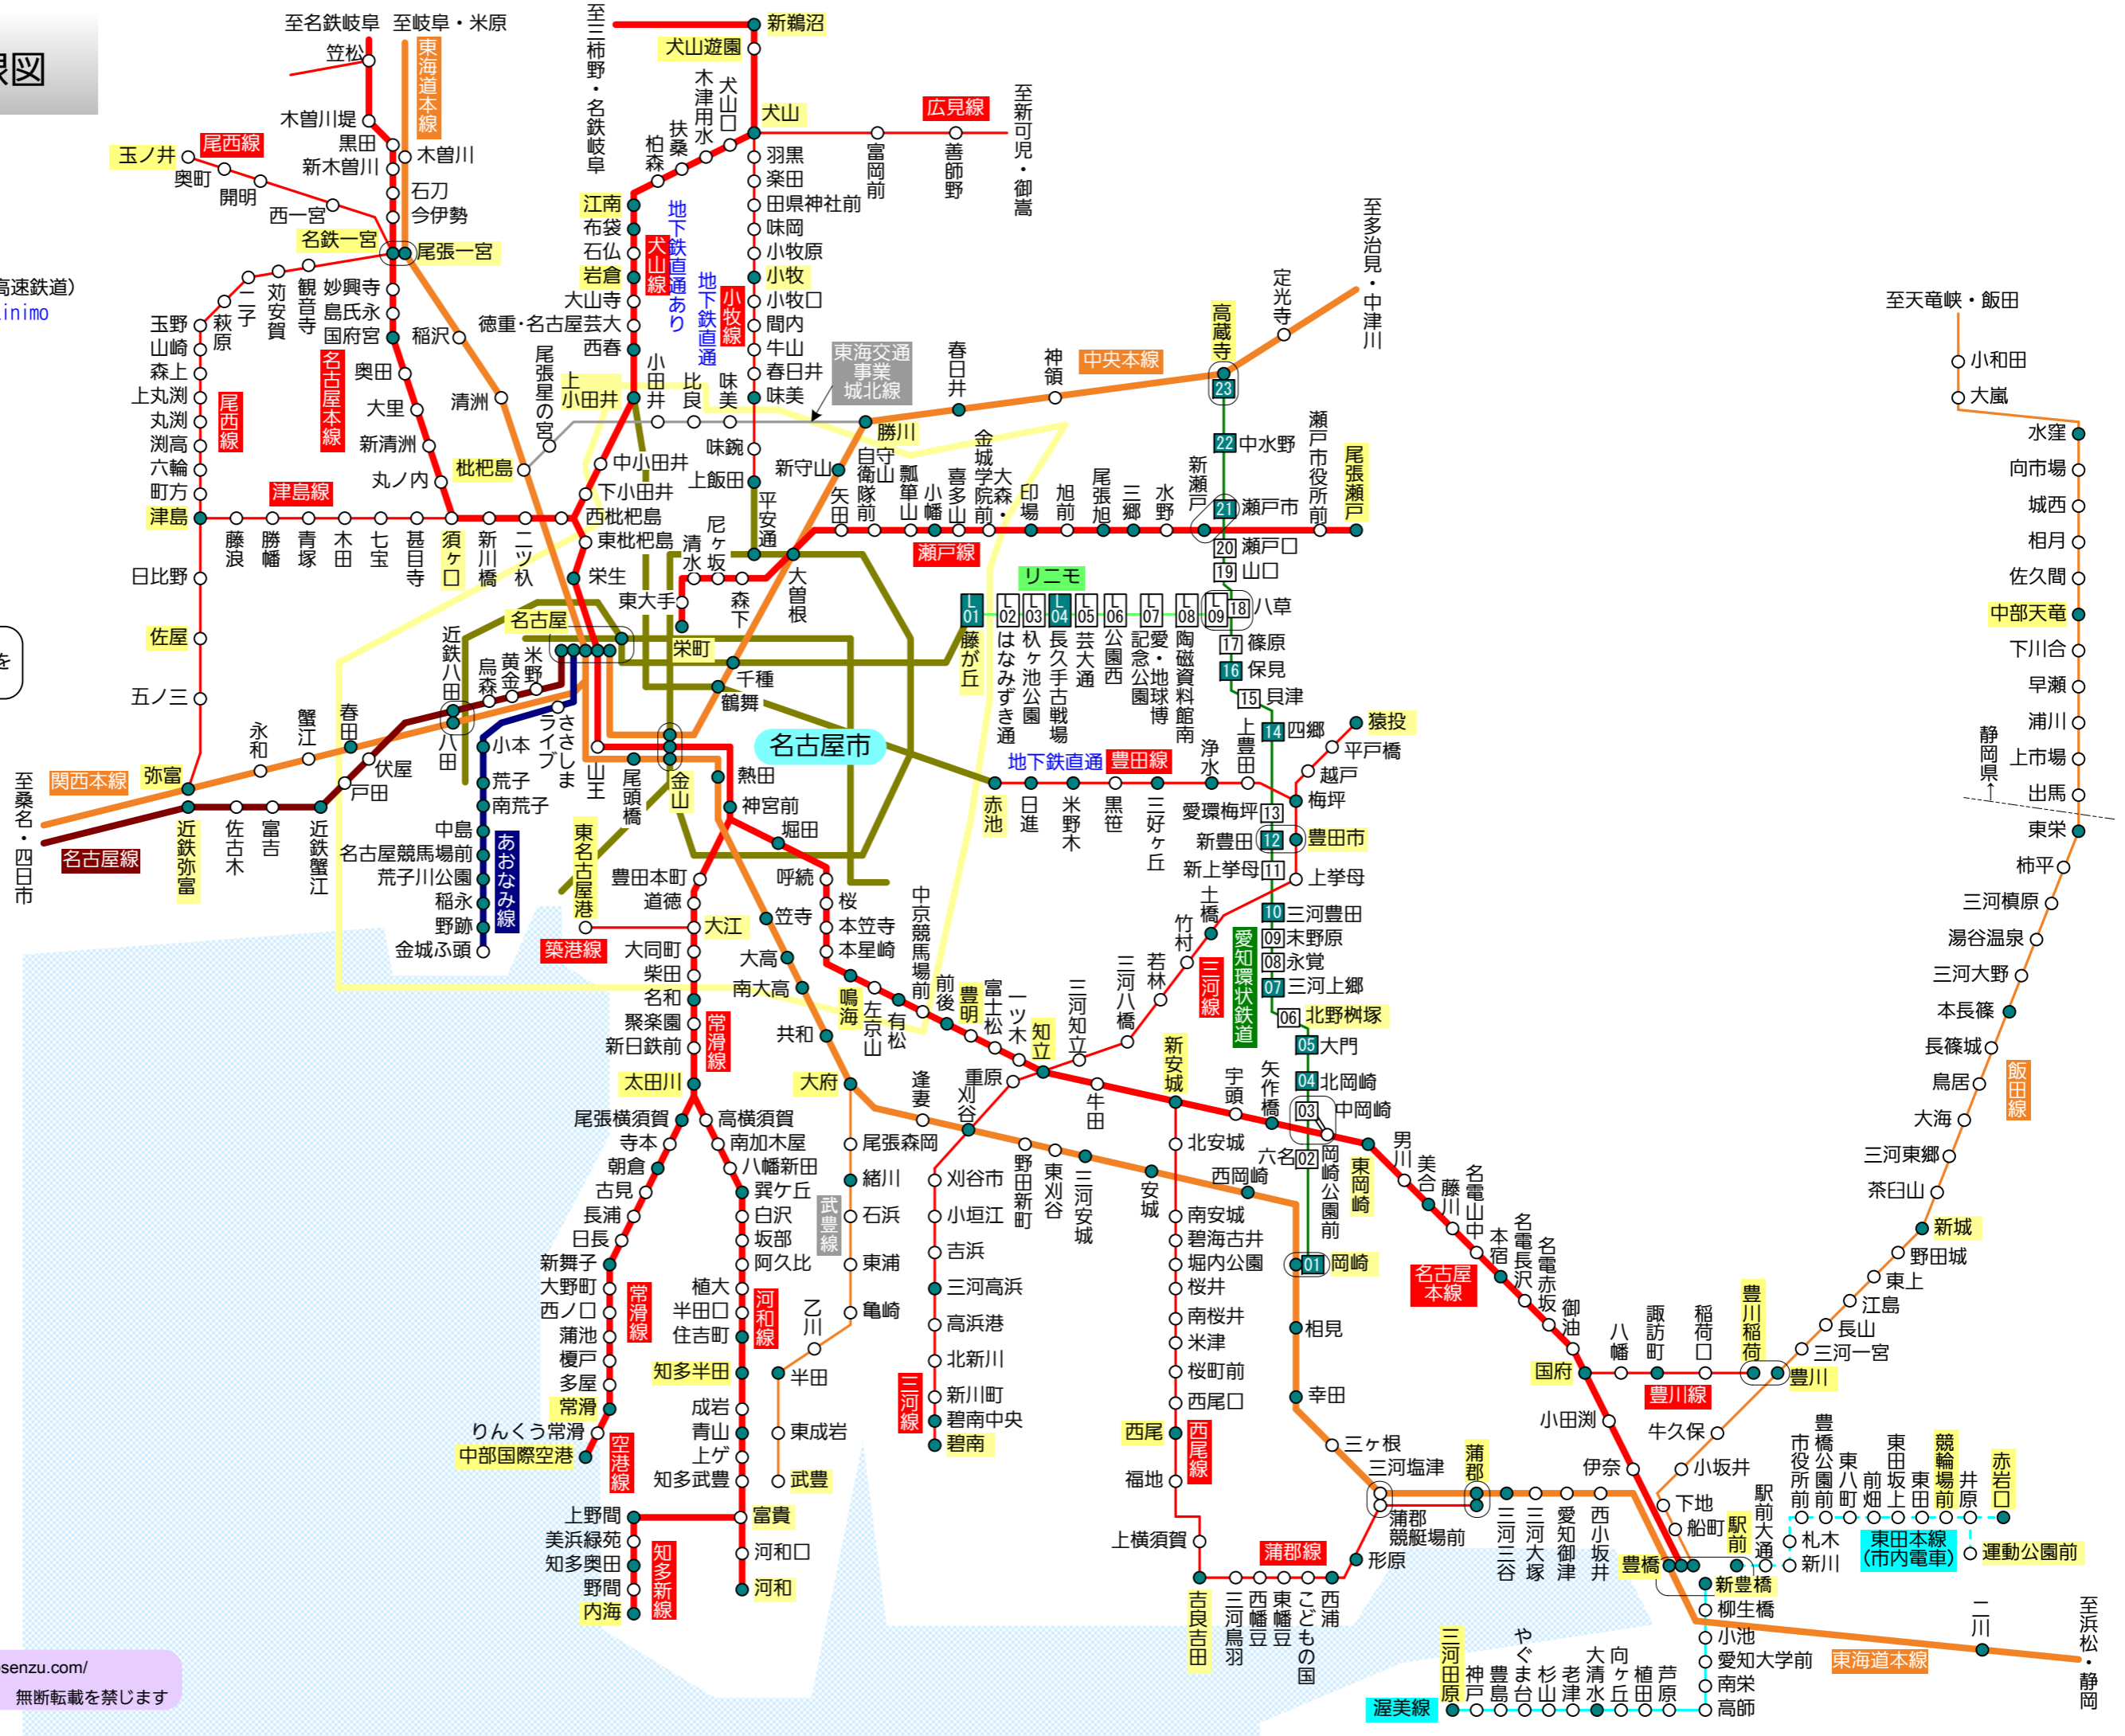 線図
高速鉄道)
inimo
を
至名鉄岐阜
至岐阜・米原
東海道本線
笠松
木曽川堤
黒田
新木曽川
木曽川
石刀
今伊勢
名鉄一宮
尾張一宮
玉ノ井
尾西線
奥町
開明
西一宮
観音寺
苅安賀
二子
萩原
玉野
山崎
森上
上丸渕
丸渕
渕高
六輪
町方
津島
尾西線
津島線
日比野
佐屋
五ノ三
弥富
妙興寺
島氏永
国府宮
名古屋本線
奥田
大里
新清洲
丸ノ内
稲沢
清洲
枇杷島
藤浪
勝幡
青塚
木田
七宝
甚目寺
須ヶ口
新川橋
二ツ杁
西枇杷島
東枇杷島
栄生
名古屋
至三柿野・名鉄岐阜
新鵜沼
犬山遊園
犬山
犬山口
木津用水
扶桑
柏森
江南
布袋
石仏
岩倉
大山寺
徳重・名古屋芸大
西春
上小田井
中小田井
下小田井
犬山線
地下鉄直通あり
地下鉄直通
小牧線
広見線
富岡前
善師野
至新可児・御嵩
羽黒
楽田
田県神社前
味岡
小牧原
小牧
小牧口
間内
牛山
春日井
味美
味鋺
上飯田
平安通
尾張星の宮
小田井
比良
味美
東海交通
事業
城北線
勝川
春日井
神領
中央本線
高蔵寺
定光寺
至多治見・中津川
新守山
大曽根
千種
鶴舞
栄町
東大手
清水
尼ヶ坂
森下
矢田
守山
自衛隊前
瓢箪山
小幡
喜多山
大森・
金城学院前
印場
旭前
尾張旭
三郷
水野
新瀬戸
瀬戸市役所前
尾張瀬戸
瀬戸線
23
22
中水野
21
瀬戸市
20
瀬戸口
19
山口
18
八草
17
篠原
16
保見
15
貝津
14
四郷
13
愛環梅坪
12
新豊田
11
新上挙母
10
三河豊田
09
末野原
08
永覚
07
三河上郷
06
北野桝塚
05
大門
04
北岡崎
03
中岡崎
02
六名
01
岡崎
愛知環状鉄道
リニモ
L01
L02
L03
L04
L05
L06
L07
L08
L09
藤が丘
はなみずき通
杁ヶ池公園
長久手古戦場
芸大通
公園西
愛・地球博
記念公園
陶磁資料館南
名古屋市
地下鉄直通
豊田線
赤池
日進
米野木
黒笹
三好ヶ丘
浄水
上豊田
梅坪
越戸
平戸橋
猿投
豊田市
上挙母
土橋
竹村
若林
三河八橋
三河知立
三河線
至桑名・四日市
関西本線
永和
蟹江
春田
八田
名古屋線
近鉄弥富
佐古木
富吉
近鉄蟹江
戸田
伏屋
近鉄八田
烏森
黄金
米野
ささしま
ライブ
小本
荒子
南荒子
中島
名古屋競馬場前
荒子川公園
稲永
野跡
金城ふ頭
あおなみ線
山王
尾頭橋
金山
熱田
神宮前
堀田
呼続
桜
本笠寺
本星崎
鳴海
左京山
有松
中京競馬場前
前後
豊明
富士松
一ツ木
知立
牛田
新安城
宇頭
矢作橋
岡崎公園前
東岡崎
男川
美合
藤川
名電山中
本宿
名電長沢
名電赤坂
御油
国府
小田渕
伊奈
豊橋
名古屋
本線
東名古屋港
築港線
豊田本町
道徳
大江
大同町
柴田
名和
聚楽園
新日鉄前
太田川
常滑線
尾張横須賀
寺本
朝倉
古見
長浦
日長
新舞子
大野町
西ノ口
蒲池
榎戸
多屋
常滑
常滑線
りんくう常滑
中部国際空港
空港線
高横須賀
南加木屋
八幡新田
巽ケ丘
白沢
坂部
阿久比
植大
半田口
住吉町
知多半田
成岩
青山
上ゲ
知多武豊
富貴
河和口
河和
河和線
上野間
美浜緑苑
知多奥田
野間
内海
知多新線
笠寺
大高
南大高
共和
大府
逢妻
刈谷
野田新町
東刈谷
三河安城
安城
西岡崎
相見
幸田
三ヶ根
三河塩津
蒲郡
三河三谷
三河大塚
愛知御津
西小坂井
二川
東海道本線
至浜松・静岡
尾張森岡
緒川
石浜
東浦
亀崎
乙川
半田
東成岩
武豊
武豊線
重原
刈谷市
小垣江
吉浜
三河高浜
高浜港
北新川
新川町
碧南中央
碧南
三河線
北安城
南安城
碧海古井
堀内公園
桜井
南桜井
米津
桜町前
西尾口
西尾
福地
上横須賀
吉良吉田
西尾線
蒲郡線
三河鳥羽
西幡豆
東幡豆
こどもの国
西浦
形原
蒲郡
競艇場前
八幡
諏訪町
稲荷口
豊川稲荷
豊川線
至天竜峡・飯田
小和田
大嵐
水窪
向市場
城西
相月
佐久間
中部天竜
下川合
早瀬
浦川
上市場
出馬
静岡県→
東栄
柿平
三河槙原
湯谷温泉
三河大野
本長篠
長篠城
鳥居
大海
三河東郷
茶臼山
新城
野田城
東上
江島
長山
三河一宮
豊川
牛久保
小坂井
下地
船町
飯田線
駅前
駅前大通
新川
札木
市役所前
豊橋公園前
東八町
前畑
東田坂上
東田
競輪場前
井原
赤岩口
運動公園前
東田本線
(市内電車)
新豊橋
柳生橋
小池
愛知大学前
南栄
高師
芦原
植田
向ヶ丘
大清水
老津
杉山
やぐま台
豊島
神戸
三河田原
渥美線
senzu.com/
無断転載を禁じます